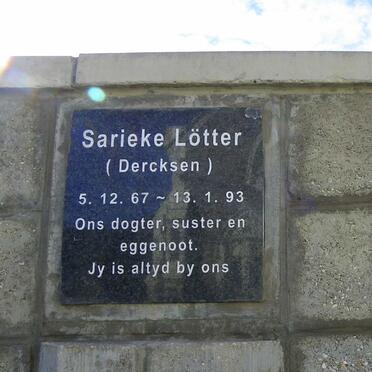 Sarieke Lötter
( Dercksen )
5. 12. 67 ~ 13. 1. 93
Ons dogter, suster en
eggenoot.
Jy is altyd by ons